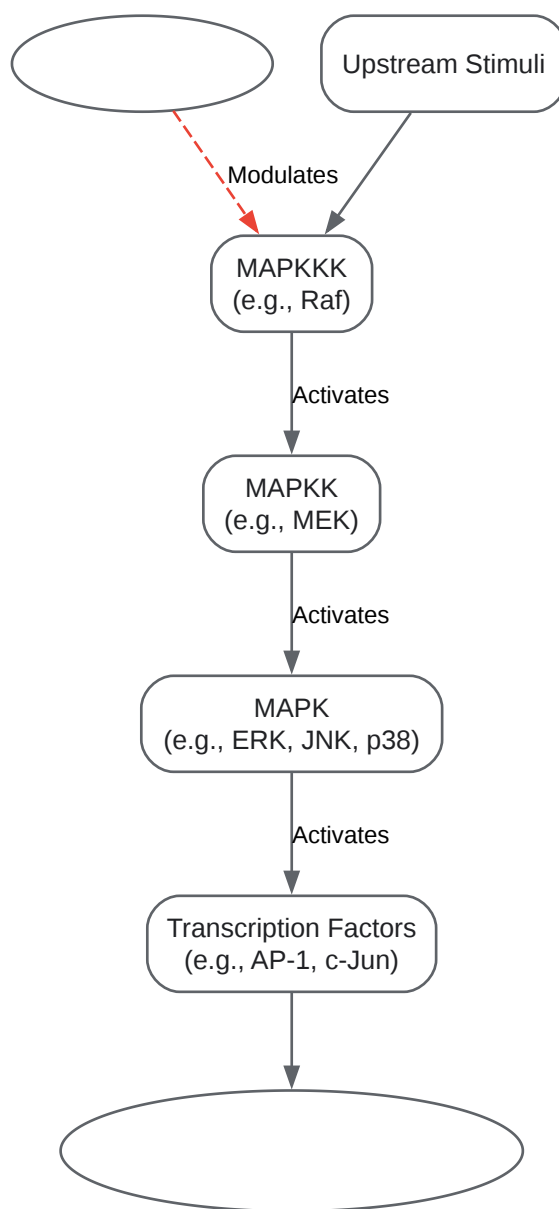 Upstream Stimuli
Modulates
MAPKKK
(e.g., Raf)
Activates
MAPKK
(e.g., MEK)
Activates
MAPK
(e.g., ERK, JNK, p38)
Activates
Transcription Factors
(e.g., AP-1, c-Jun)